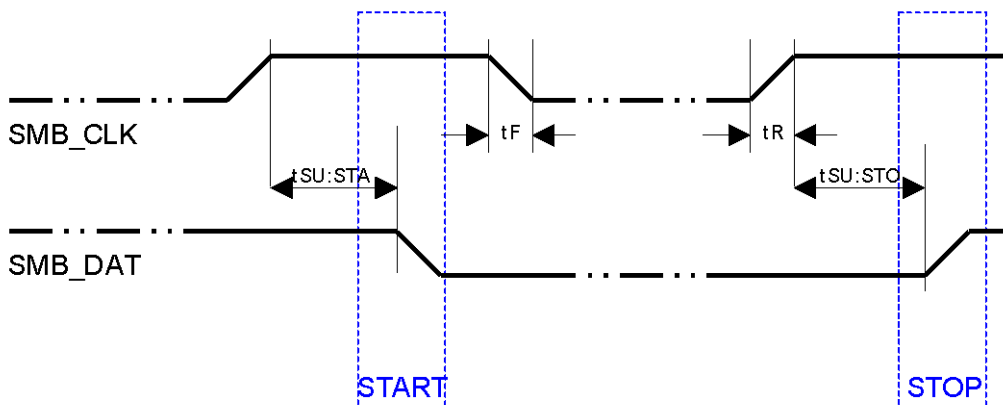 SMB_CLK
tF
tR
tSU:STA
tSU:STO
SMB_DAT
START
STOP